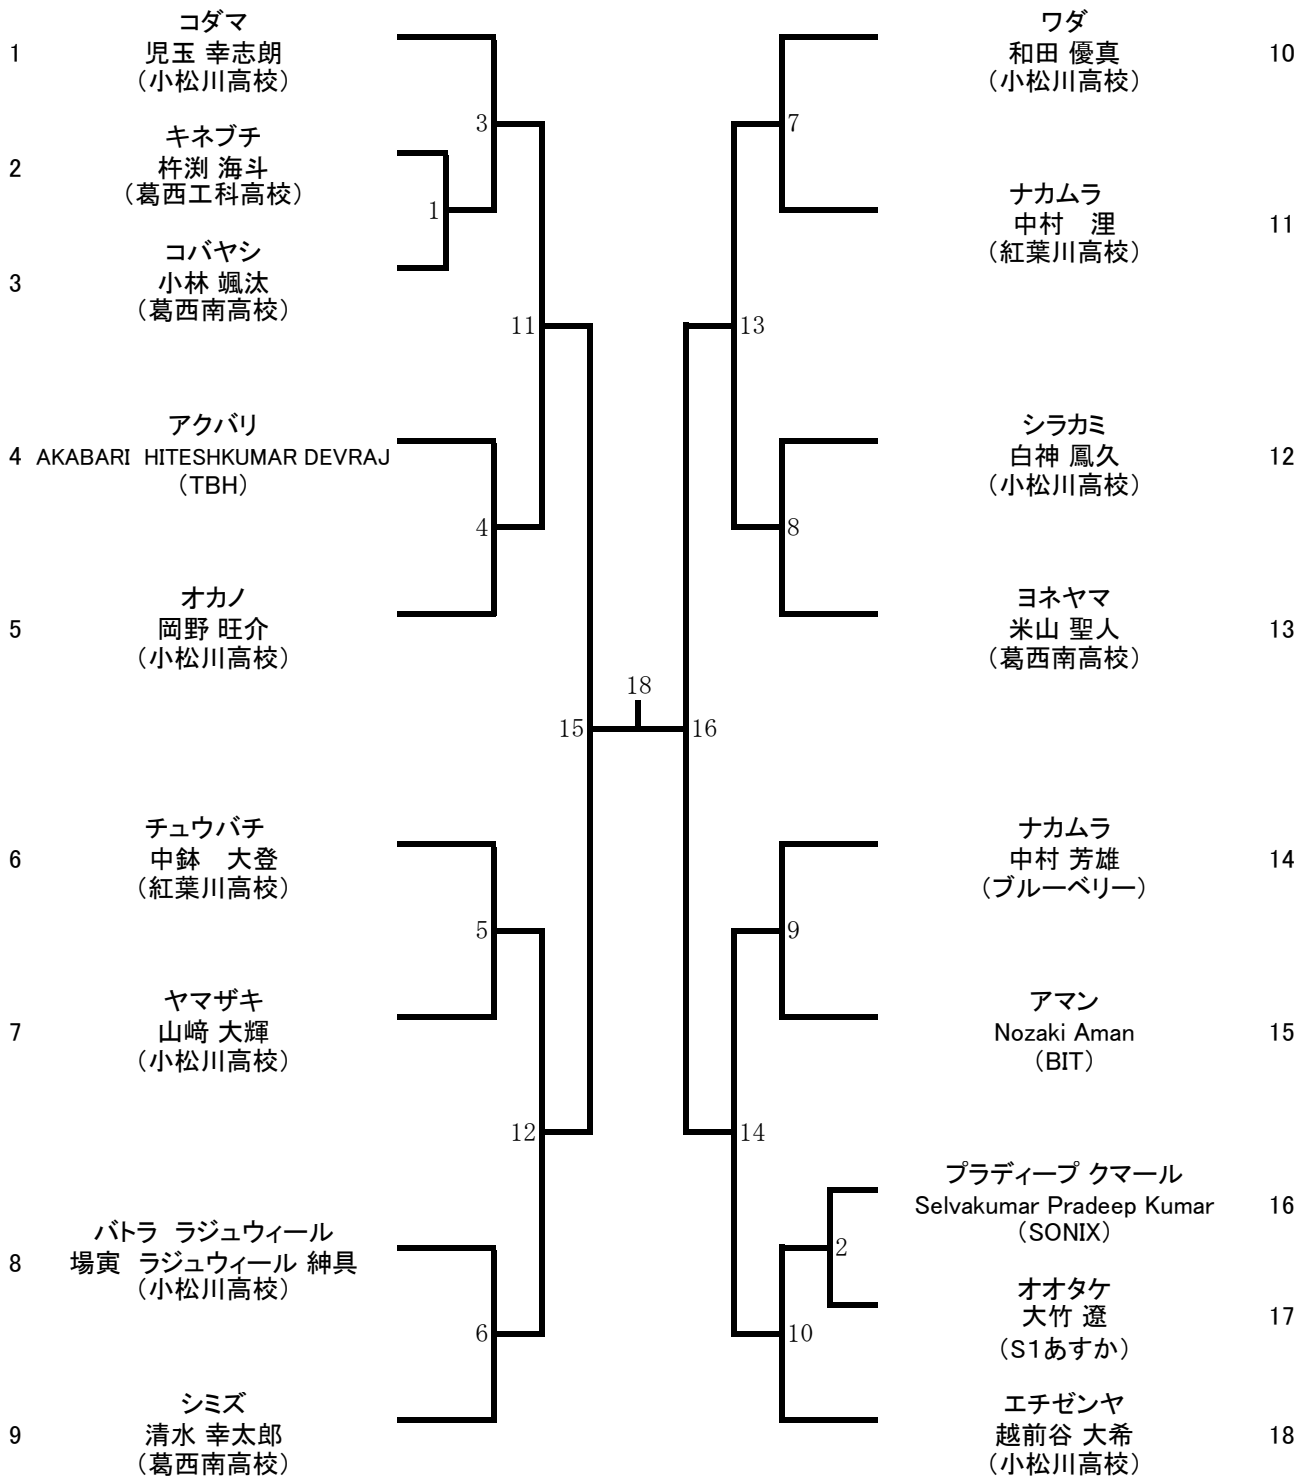 コダマ
1 児玉 幸志朗
（小松川高校）
キネブチ
2 杵渕 海斗
（葛西工科高校）
コバヤシ
3 小林 颯汰
（葛西南高校）
アクバリ
4 AKABARI HITESHKUMAR DEVRAJ
（TBH）
オカノ
5 岡野 旺介
（小松川高校）
チュウバチ
6 中鉢　大登
（紅葉川高校）
ヤマザキ
7 山﨑 大輝
（小松川高校）
バトラ　ラジュウィール
8 場寅　ラジュウィール 紳具
（小松川高校）
シミズ
9 清水 幸太郎
（葛西南高校）
3
1
11
4
15
5
12
6
18
7
13
8
16
9
14
2
10
ワダ
和田 優真 10
（小松川高校）
ナカムラ
中村　浬 11
（紅葉川高校）
シラカミ
白神 鳳久 12
（小松川高校）
ヨネヤマ
米山 聖人 13
（葛西南高校）
ナカムラ
中村 芳雄 14
（ブルーベリー）
アマン
Nozaki Aman 15
（BIT）
プラディープ クマール
Selvakumar Pradeep Kumar 16
（SONIX）
オオタケ
大竹 遼 17
（S1あすか）
エチゼンヤ
越前谷 大希 18
（小松川高校）